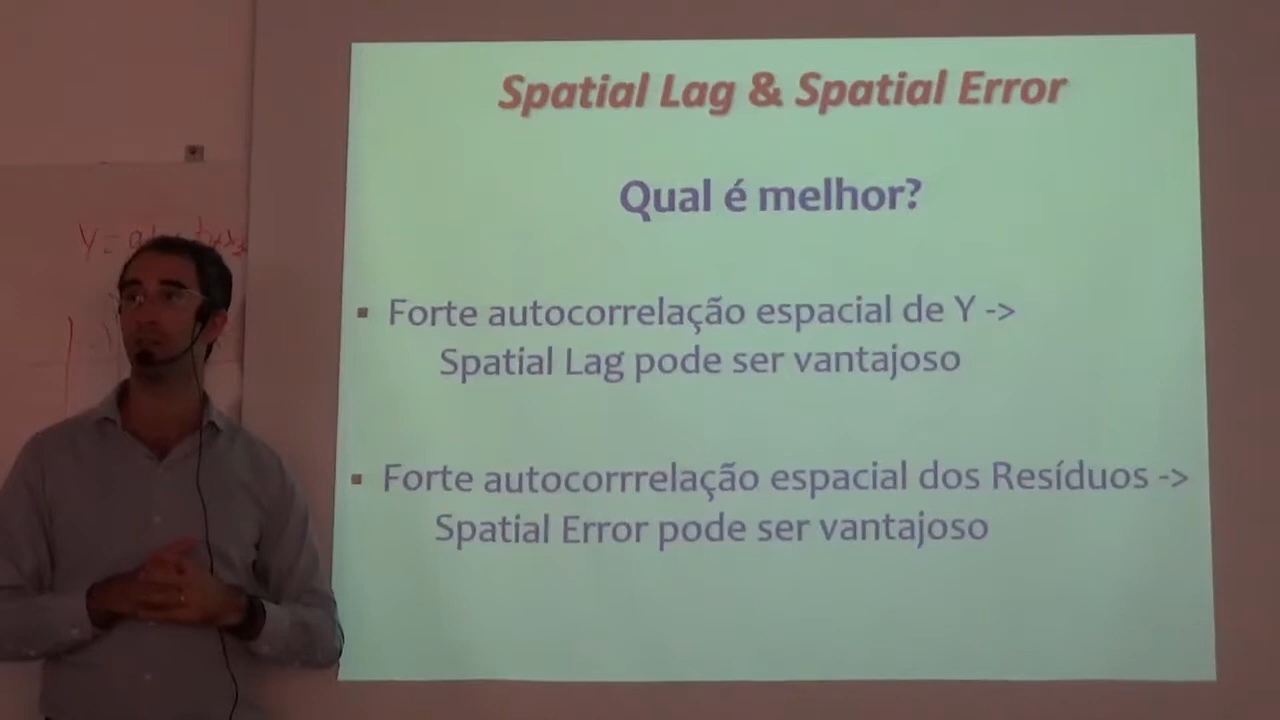 Spatial Lag & Spatial Error
Qual é melhor?
▪ Forte autocorrelação espacial de Y ->
Spatial Lag pode ser vantajoso
▪ Forte autocorrrelação espacial dos Resíduos ->
Spatial Error pode ser vantajoso
Y =